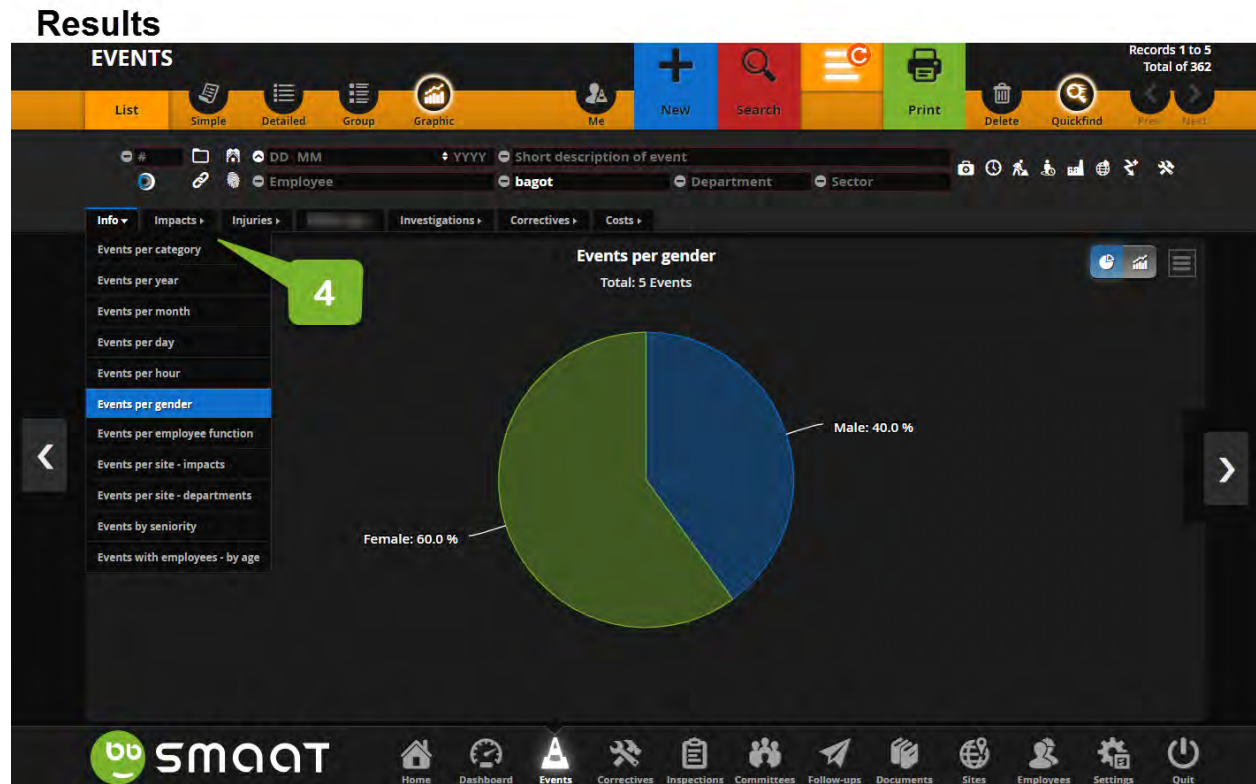 Results
EVENTS
Records 1 to 5
Total of 362
List
Simple
Detailed
Group
Graphic
Me
New
Search
Print
Delete
Quickfind
Prev
Next
#
DD MM
YYYY
Short description of event
Employee
bagot
Department
Sector
Info
Impacts
Injuries
Investigations
Correctives
Costs
Events per category
Events per year
Events per month
Events per day
Events per hour
Events per gender
Events per employee function
Events per site - impacts
Events per site - departments
Events by seniority
Events with employees - by age
4
Events per gender
Total: 5 Events
Male: 40.0 %
Female: 60.0 %
smaat
Home
Dashboard
Events
Correctives
Inspections
Committees
Follow-ups
Documents
Sites
Employees
Settings
Quit